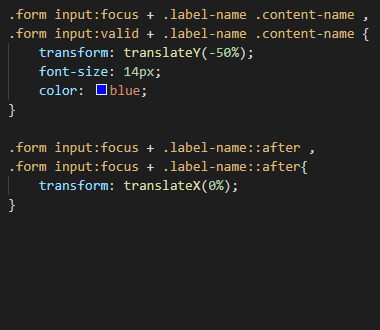 .form input:focus + .label-name .content-name ,
.form input:valid + .label-name .content-name {
    transform: translateY(-50%);
    font-size: 14px;
    color: blue;
}

.form input:focus + .label-name::after ,
.form input:focus + .label-name::after{
    transform: translateX(0%);
}